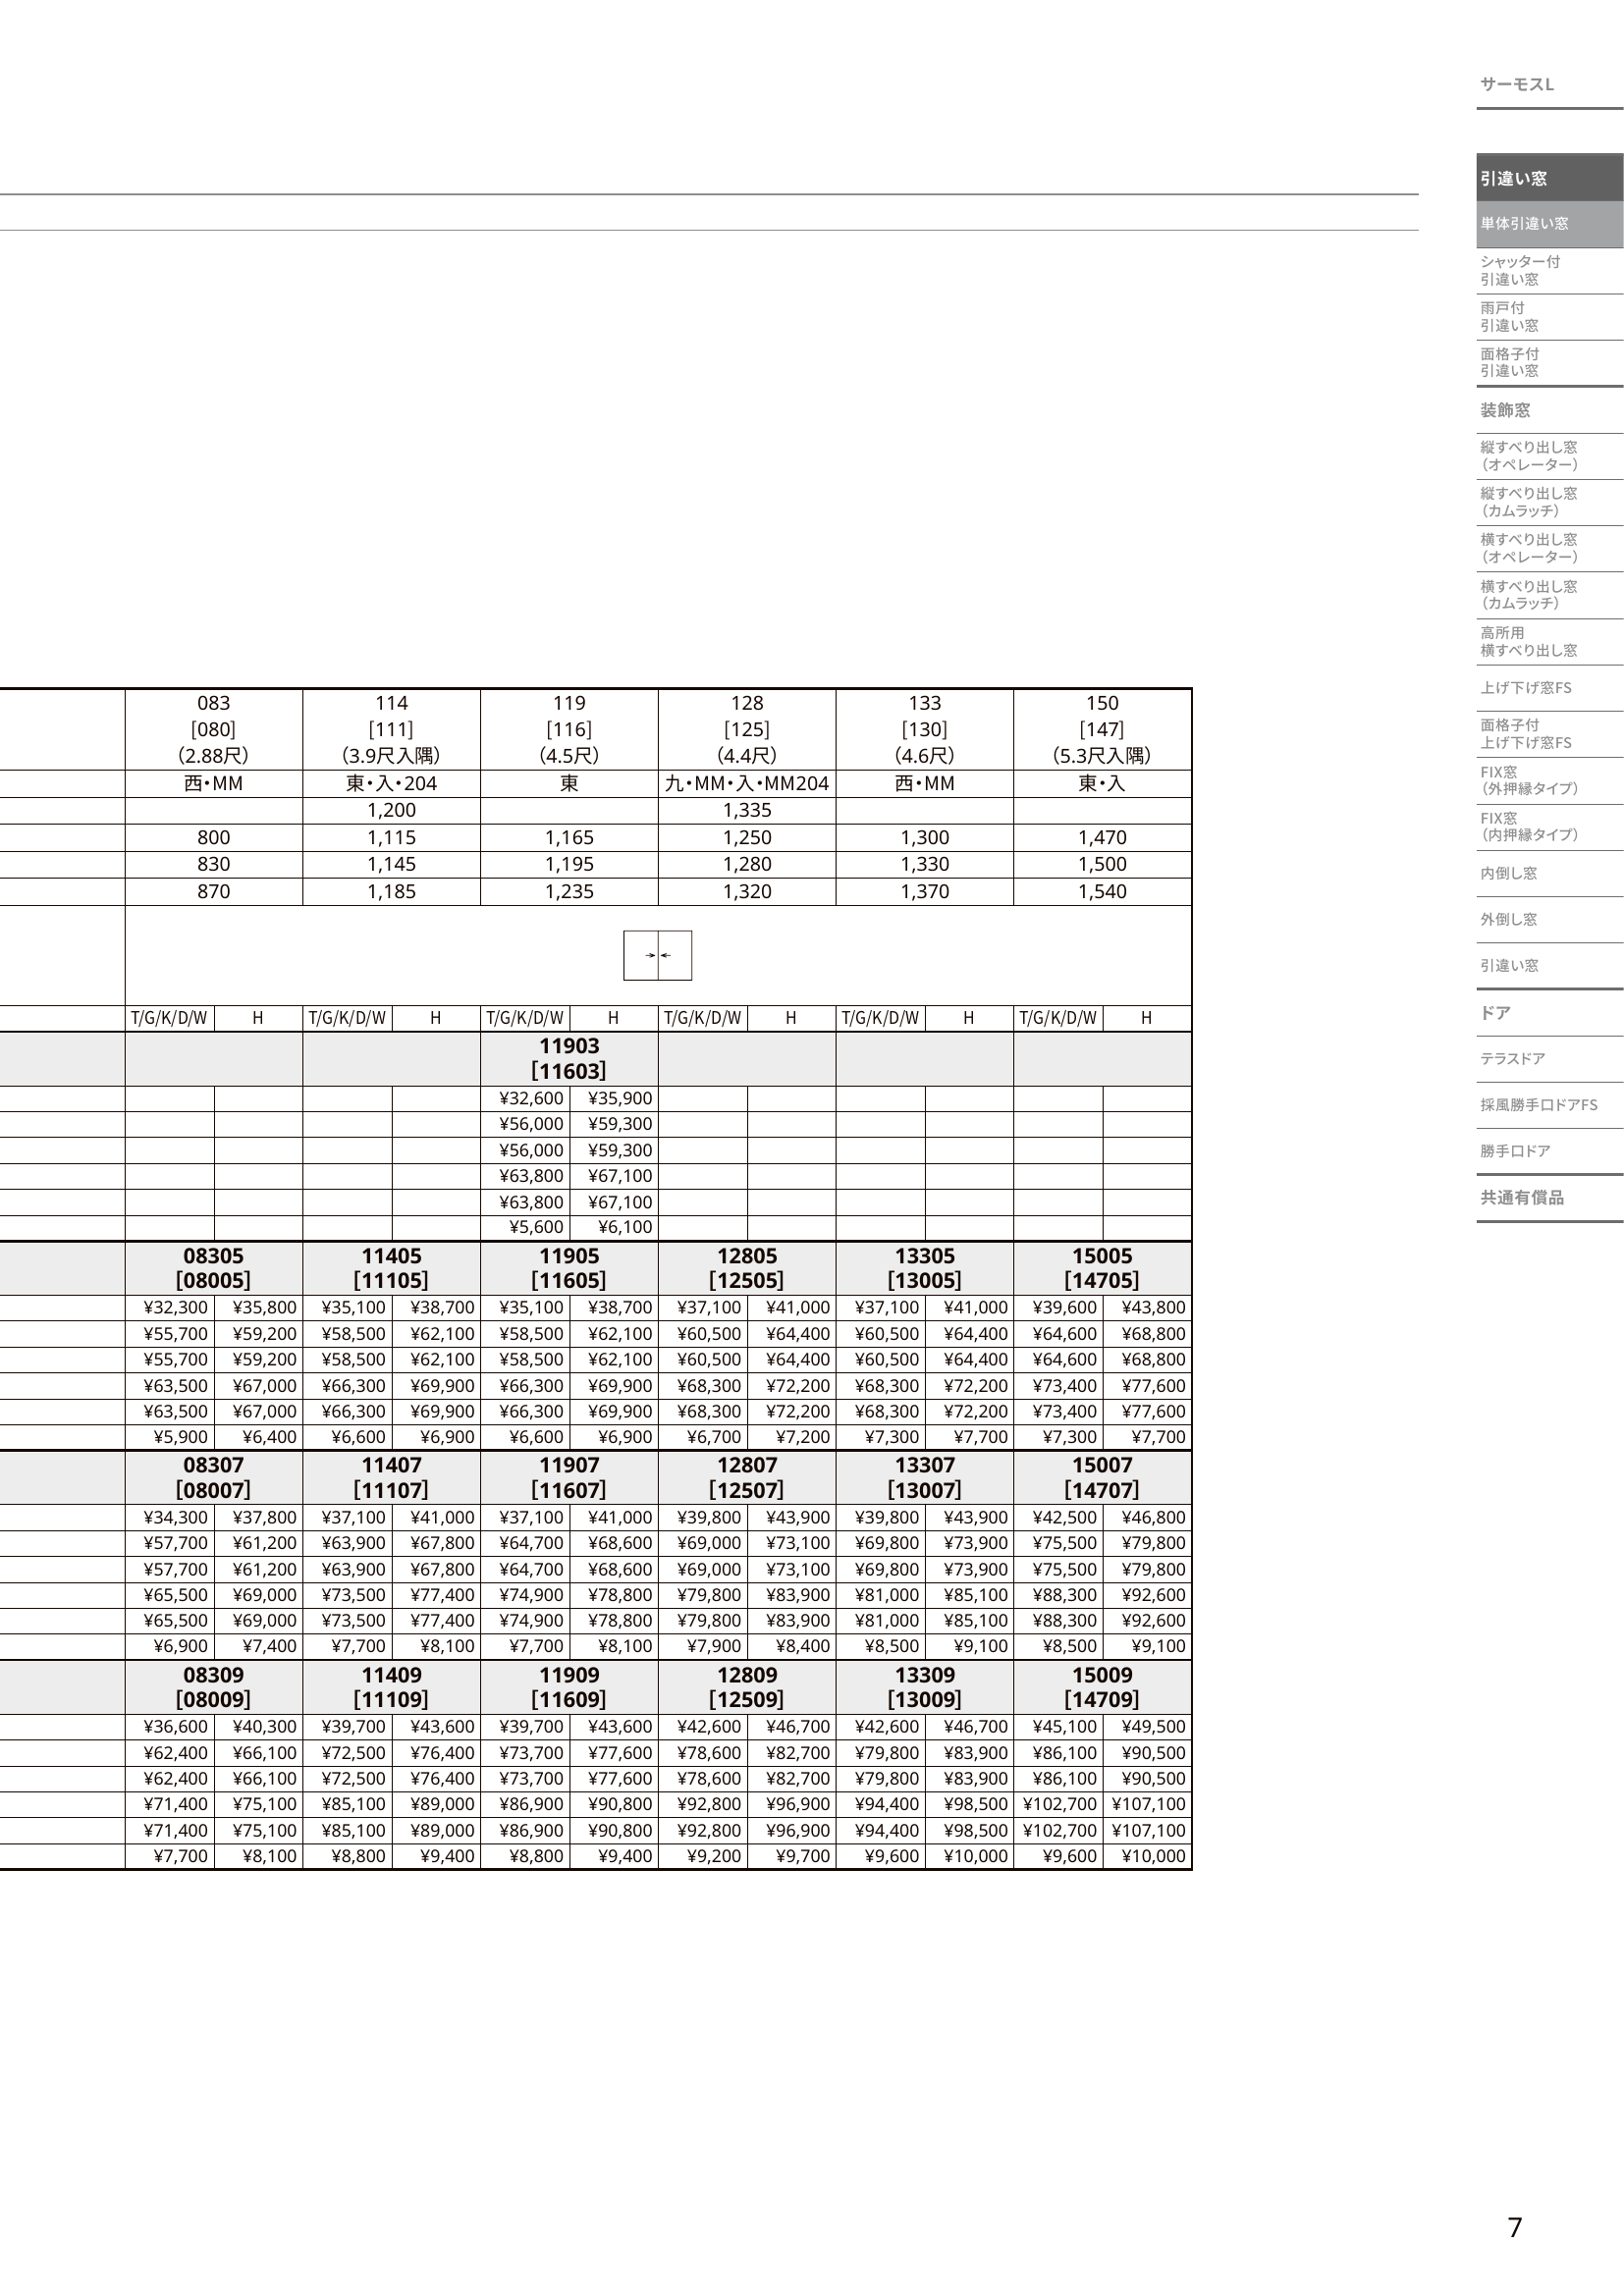 サーモスL
引違い窓
単体引違い窓
シャッター付
引違い窓
雨戸付
引違い窓
面格子付
引違い窓
装飾窓
縦すべり出し窓
（オペレーター）
縦すべり出し窓
（カムラッチ）
横すべり出し窓
（オペレーター）
横すべり出し窓
（カムラッチ）
高所用
横すべり出し窓
上げ下げ窓FS
面格子付
上げ下げ窓FS
FIX窓
（外押縁タイプ）
FIX窓
（内押縁タイプ）
内倒し窓
外倒し窓
引違い窓
ドア
テラスドア
採風勝手口ドアFS
勝手口ドア
共通有償品
083 114 119 128 133 150
[080] [111] [116] [125] [130] [147]
（2.88尺） （3.9尺入隅） （4.5尺） （4.4尺） （4.6尺） （5.3尺入隅）
西・MM 東・入・204 東 九・MM・入・MM204 西・MM 東・入
1,200 1,335
800 1,115 1,165 1,250 1,300 1,470
830 1,145 1,195 1,280 1,330 1,500
870 1,185 1,235 1,320 1,370 1,540
T/G/K/D/W H T/G/K/D/W H T/G/K/D/W H T/G/K/D/W H T/G/K/D/W H T/G/K/D/W H
11903
[11603]
¥32,600 ¥35,900
¥56,000 ¥59,300
¥56,000 ¥59,300
¥63,800 ¥67,100
¥63,800 ¥67,100
¥5,600 ¥6,100
08305 11405 11905 12805 13305 15005
[08005] [11105] [11605] [12505] [13005] [14705]
¥32,300 ¥35,800 ¥35,100 ¥38,700 ¥35,100 ¥38,700 ¥37,100 ¥41,000 ¥37,100 ¥41,000 ¥39,600 ¥43,800
¥55,700 ¥59,200 ¥58,500 ¥62,100 ¥58,500 ¥62,100 ¥60,500 ¥64,400 ¥60,500 ¥64,400 ¥64,600 ¥68,800
¥55,700 ¥59,200 ¥58,500 ¥62,100 ¥58,500 ¥62,100 ¥60,500 ¥64,400 ¥60,500 ¥64,400 ¥64,600 ¥68,800
¥63,500 ¥67,000 ¥66,300 ¥69,900 ¥66,300 ¥69,900 ¥68,300 ¥72,200 ¥68,300 ¥72,200 ¥73,400 ¥77,600
¥63,500 ¥67,000 ¥66,300 ¥69,900 ¥66,300 ¥69,900 ¥68,300 ¥72,200 ¥68,300 ¥72,200 ¥73,400 ¥77,600
¥5,900 ¥6,400 ¥6,600 ¥6,900 ¥6,600 ¥6,900 ¥6,700 ¥7,200 ¥7,300 ¥7,700 ¥7,300 ¥7,700
08307 11407 11907 12807 13307 15007
[08007] [11107] [11607] [12507] [13007] [14707]
¥34,300 ¥37,800 ¥37,100 ¥41,000 ¥37,100 ¥41,000 ¥39,800 ¥43,900 ¥39,800 ¥43,900 ¥42,500 ¥46,800
¥57,700 ¥61,200 ¥63,900 ¥67,800 ¥64,700 ¥68,600 ¥69,000 ¥73,100 ¥69,800 ¥73,900 ¥75,500 ¥79,800
¥57,700 ¥61,200 ¥63,900 ¥67,800 ¥64,700 ¥68,600 ¥69,000 ¥73,100 ¥69,800 ¥73,900 ¥75,500 ¥79,800
¥65,500 ¥69,000 ¥73,500 ¥77,400 ¥74,900 ¥78,800 ¥79,800 ¥83,900 ¥81,000 ¥85,100 ¥88,300 ¥92,600
¥65,500 ¥69,000 ¥73,500 ¥77,400 ¥74,900 ¥78,800 ¥79,800 ¥83,900 ¥81,000 ¥85,100 ¥88,300 ¥92,600
¥6,900 ¥7,400 ¥7,700 ¥8,100 ¥7,700 ¥8,100 ¥7,900 ¥8,400 ¥8,500 ¥9,100 ¥8,500 ¥9,100
08309 11409 11909 12809 13309 15009
[08009] [11109] [11609] [12509] [13009] [14709]
¥36,600 ¥40,300 ¥39,700 ¥43,600 ¥39,700 ¥43,600 ¥42,600 ¥46,700 ¥42,600 ¥46,700 ¥45,100 ¥49,500
¥62,400 ¥66,100 ¥72,500 ¥76,400 ¥73,700 ¥77,600 ¥78,600 ¥82,700 ¥79,800 ¥83,900 ¥86,100 ¥90,500
¥62,400 ¥66,100 ¥72,500 ¥76,400 ¥73,700 ¥77,600 ¥78,600 ¥82,700 ¥79,800 ¥83,900 ¥86,100 ¥90,500
¥71,400 ¥75,100 ¥85,100 ¥89,000 ¥86,900 ¥90,800 ¥92,800 ¥96,900 ¥94,400 ¥98,500 ¥102,700 ¥107,100
¥71,400 ¥75,100 ¥85,100 ¥89,000 ¥86,900 ¥90,800 ¥92,800 ¥96,900 ¥94,400 ¥98,500 ¥102,700 ¥107,100
¥7,700 ¥8,100 ¥8,800 ¥9,400 ¥8,800 ¥9,400 ¥9,200 ¥9,700 ¥9,600 ¥10,000 ¥9,600 ¥10,000
7